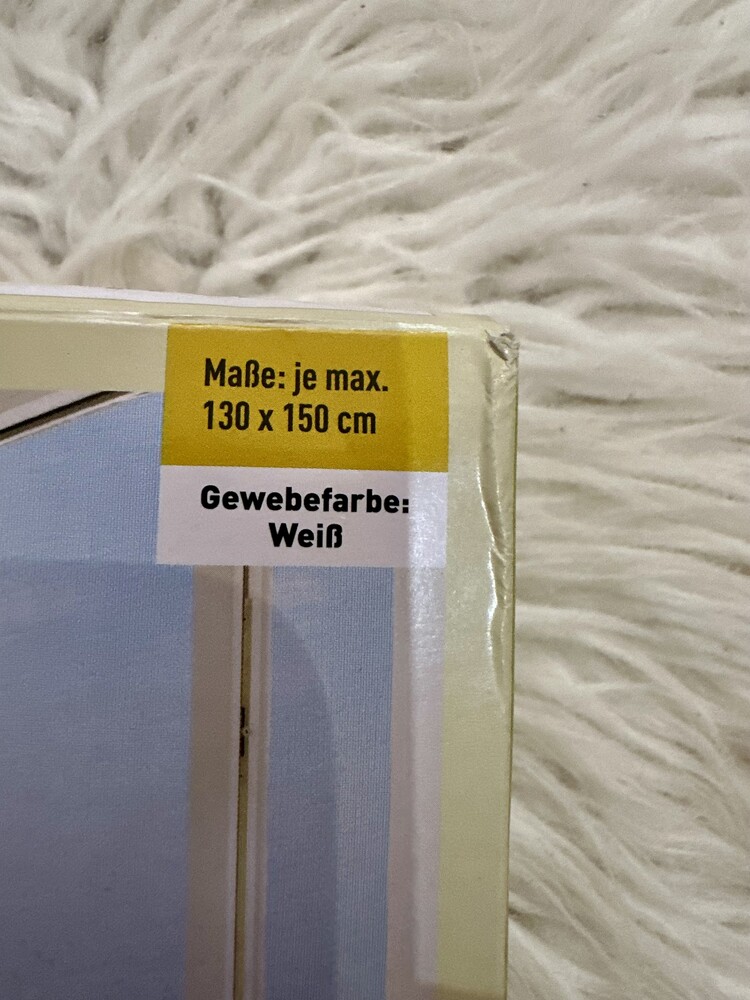 Maße: je max.
130 x 150 cm
Gewebefarbe:
Weiß